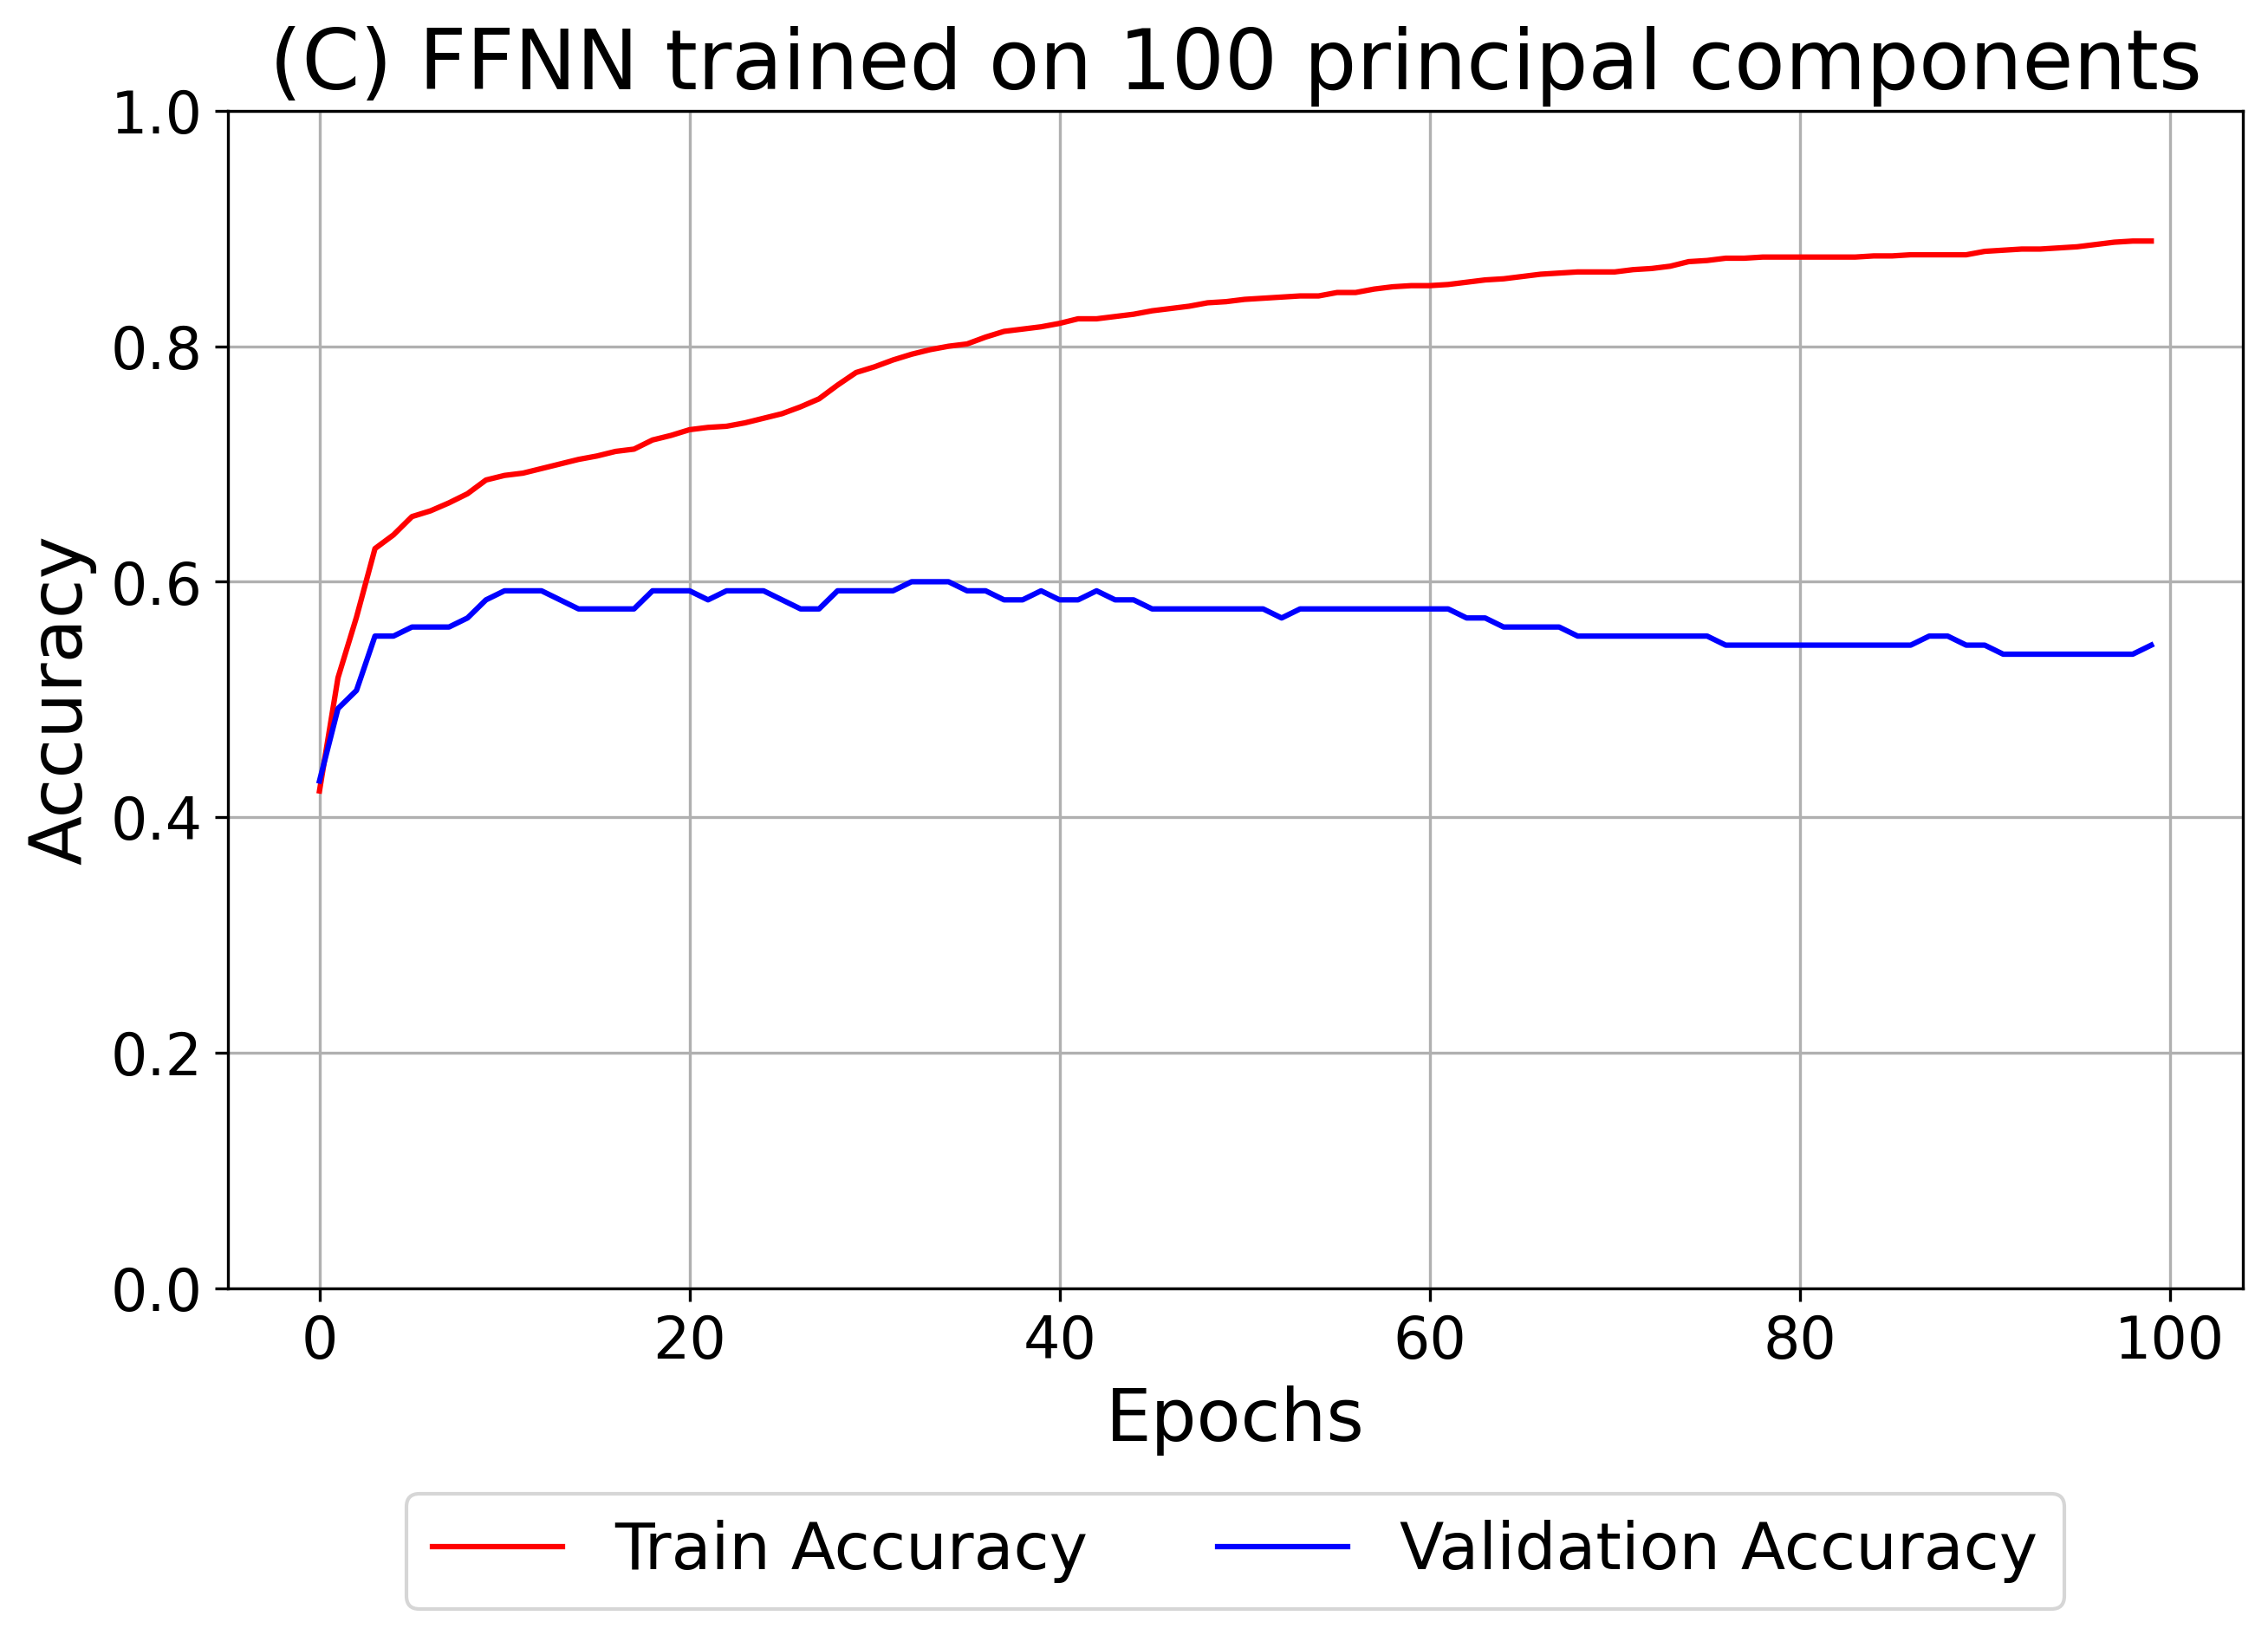 (C) FFNN trained on 100 principal components
1.0
0.8
0.6
0.4
0.2
0.0
Accuracy
0 20 40 60 80 100
Epochs
Train Accuracy Validation Accuracy